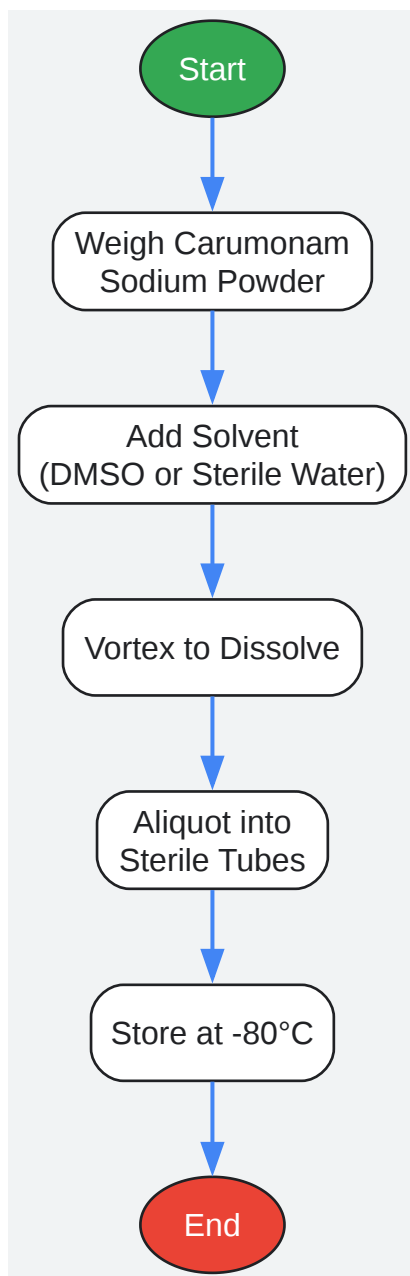 Start
Weigh Carumonam
Sodium Powder
Add Solvent
(DMSO or Sterile Water)
Vortex to Dissolve
Aliquot into
Sterile Tubes
Store at -80°C
End